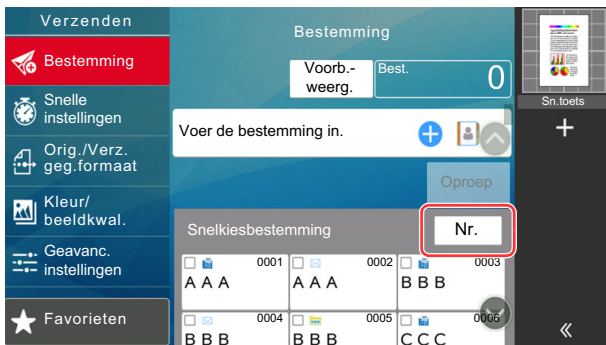 Verzenden
Bestemming
Snelle
instellingen
Orig./Verz.
geg.formaat
Kleur/
beeldkwal.
Geavanc.
instellingen
Favorieten
Bestemming
Voorb.-
weerg.
Best.
0
Voer de bestemming in.
Oproep
Snelkiesbestemming
Nr.
0001
A A A
0002
A A A
0003
B B B
0004
B B B
0005
B B B
0006
C C C
Sn.toets